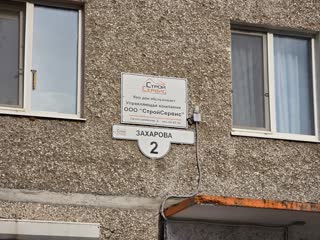 СТРОЙ
СЕРВИС
Ваш дом обслуживает
Управляющая компания
ООО "СтройСервис"
ЗАХАРОВА
2